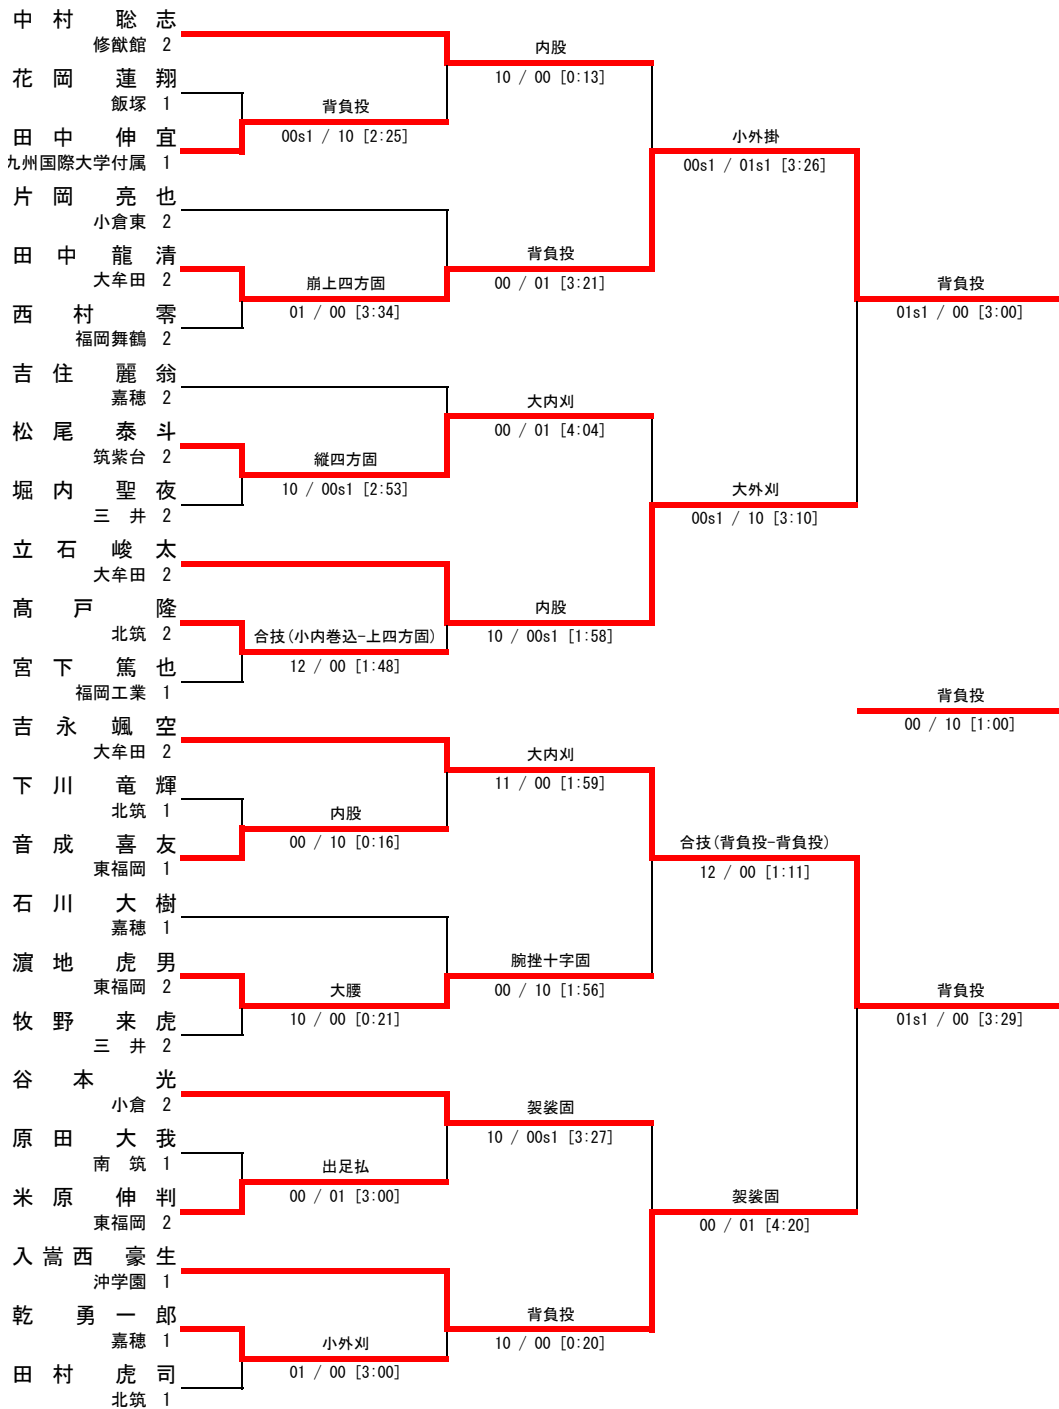 中村 聡志
修猷館 2
花岡 蓮翔
飯塚 1
田中 伸宜
九州国際大学付属 1
片岡 亮也
小倉東 2
田中 龍清
大牟田 2
西村 零
福岡舞鶴 2
吉住 麗翁
嘉穂 2
松尾 泰斗
筑紫台 2
堀内 聖夜
三井 2
立石 峻太
大牟田 2
髙戸 隆
北筑 2
宮下 篤也
福岡工業 1
吉永 颯空
大牟田 2
下川 竜輝
北筑 1
音成 喜友
東福岡 1
石川 大樹
嘉穂 1
濵地 虎男
東福岡 2
牧野 来虎
三井 2
谷本 光
小倉 2
原田 大我
南筑 1
米原 伸判
東福岡 2
入嵩西 豪生
沖学園 1
乾 勇一郎
嘉穂 1
田村 虎司
北筑 1
背負投
00s1 / 10 [2:25]
崩上四方固
01 / 00 [3:34]
縦四方固
10 / 00s1 [2:53]
合技(小内巻込-上四方固)
12 / 00 [1:48]
内股
00 / 10 [0:16]
大腰
10 / 00 [0:21]
出足払
00 / 01 [3:00]
小外刈
01 / 00 [3:00]
内股
10 / 00 [0:13]
背負投
00 / 01 [3:21]
大内刈
00 / 01 [4:04]
内股
10 / 00s1 [1:58]
大内刈
11 / 00 [1:59]
腕挫十字固
00 / 10 [1:56]
袈裟固
10 / 00s1 [3:27]
背負投
10 / 00 [0:20]
小外掛
00s1 / 01s1 [3:26]
大外刈
00s1 / 10 [3:10]
合技(背負投-背負投)
12 / 00 [1:11]
袈裟固
00 / 01 [4:20]
背負投
01s1 / 00 [3:00]
背負投
00 / 10 [1:00]
背負投
01s1 / 00 [3:29]